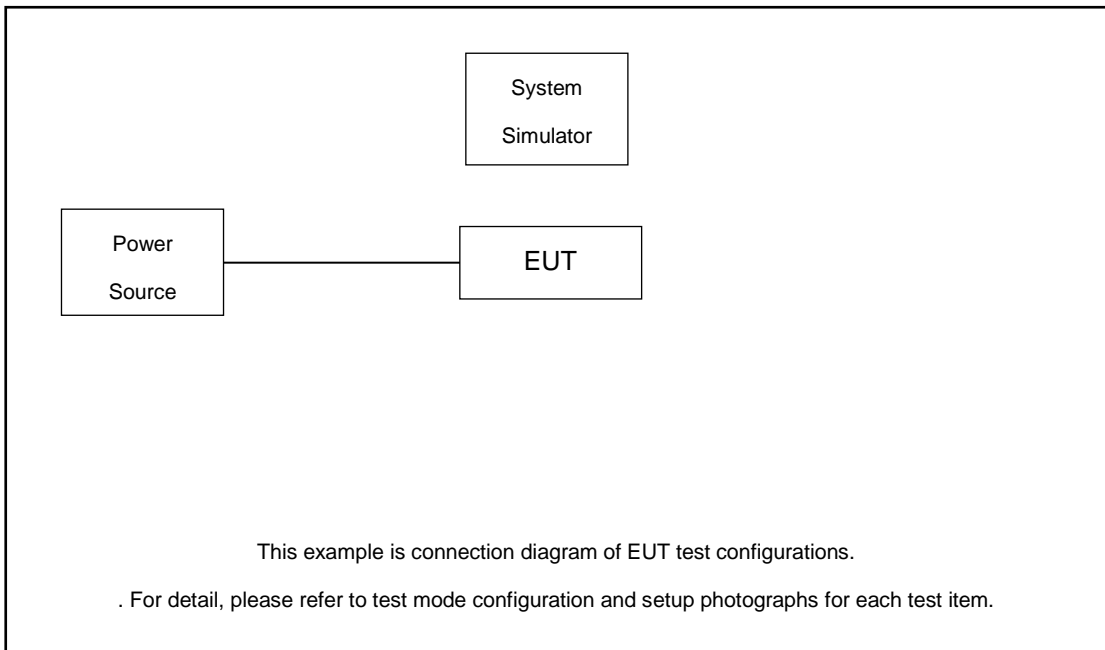 System
Simulator
Power
Source
EUT
This example is connection diagram of EUT test configurations.
. For detail, please refer to test mode configuration and setup photographs for each test item.